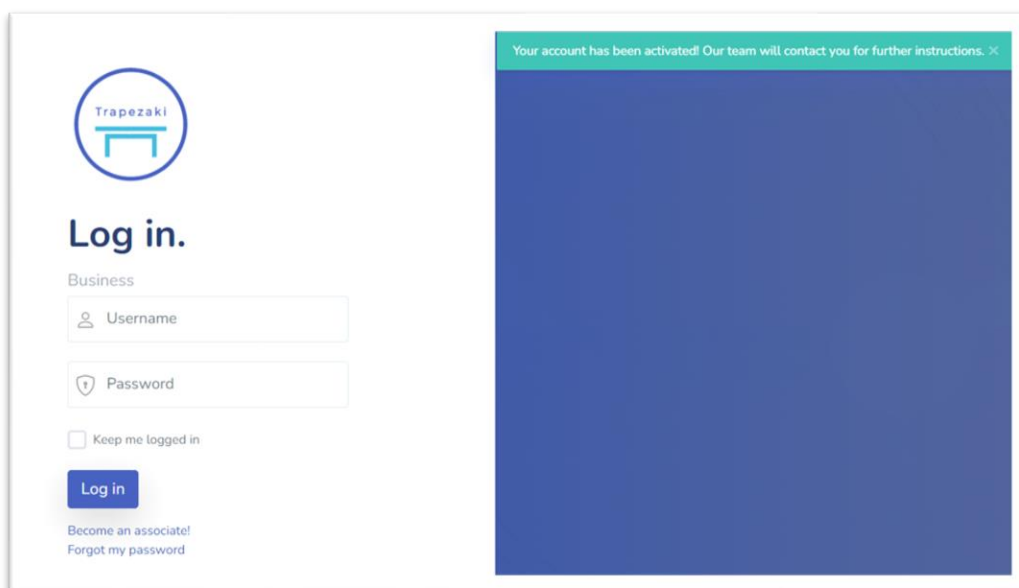 Your account has been activated! Our team will contact you for further instructions. ×
Trapezaki
Log in.
Business
Username
Password
Keep me logged in
Log in
Become an associate!
Forgot my password